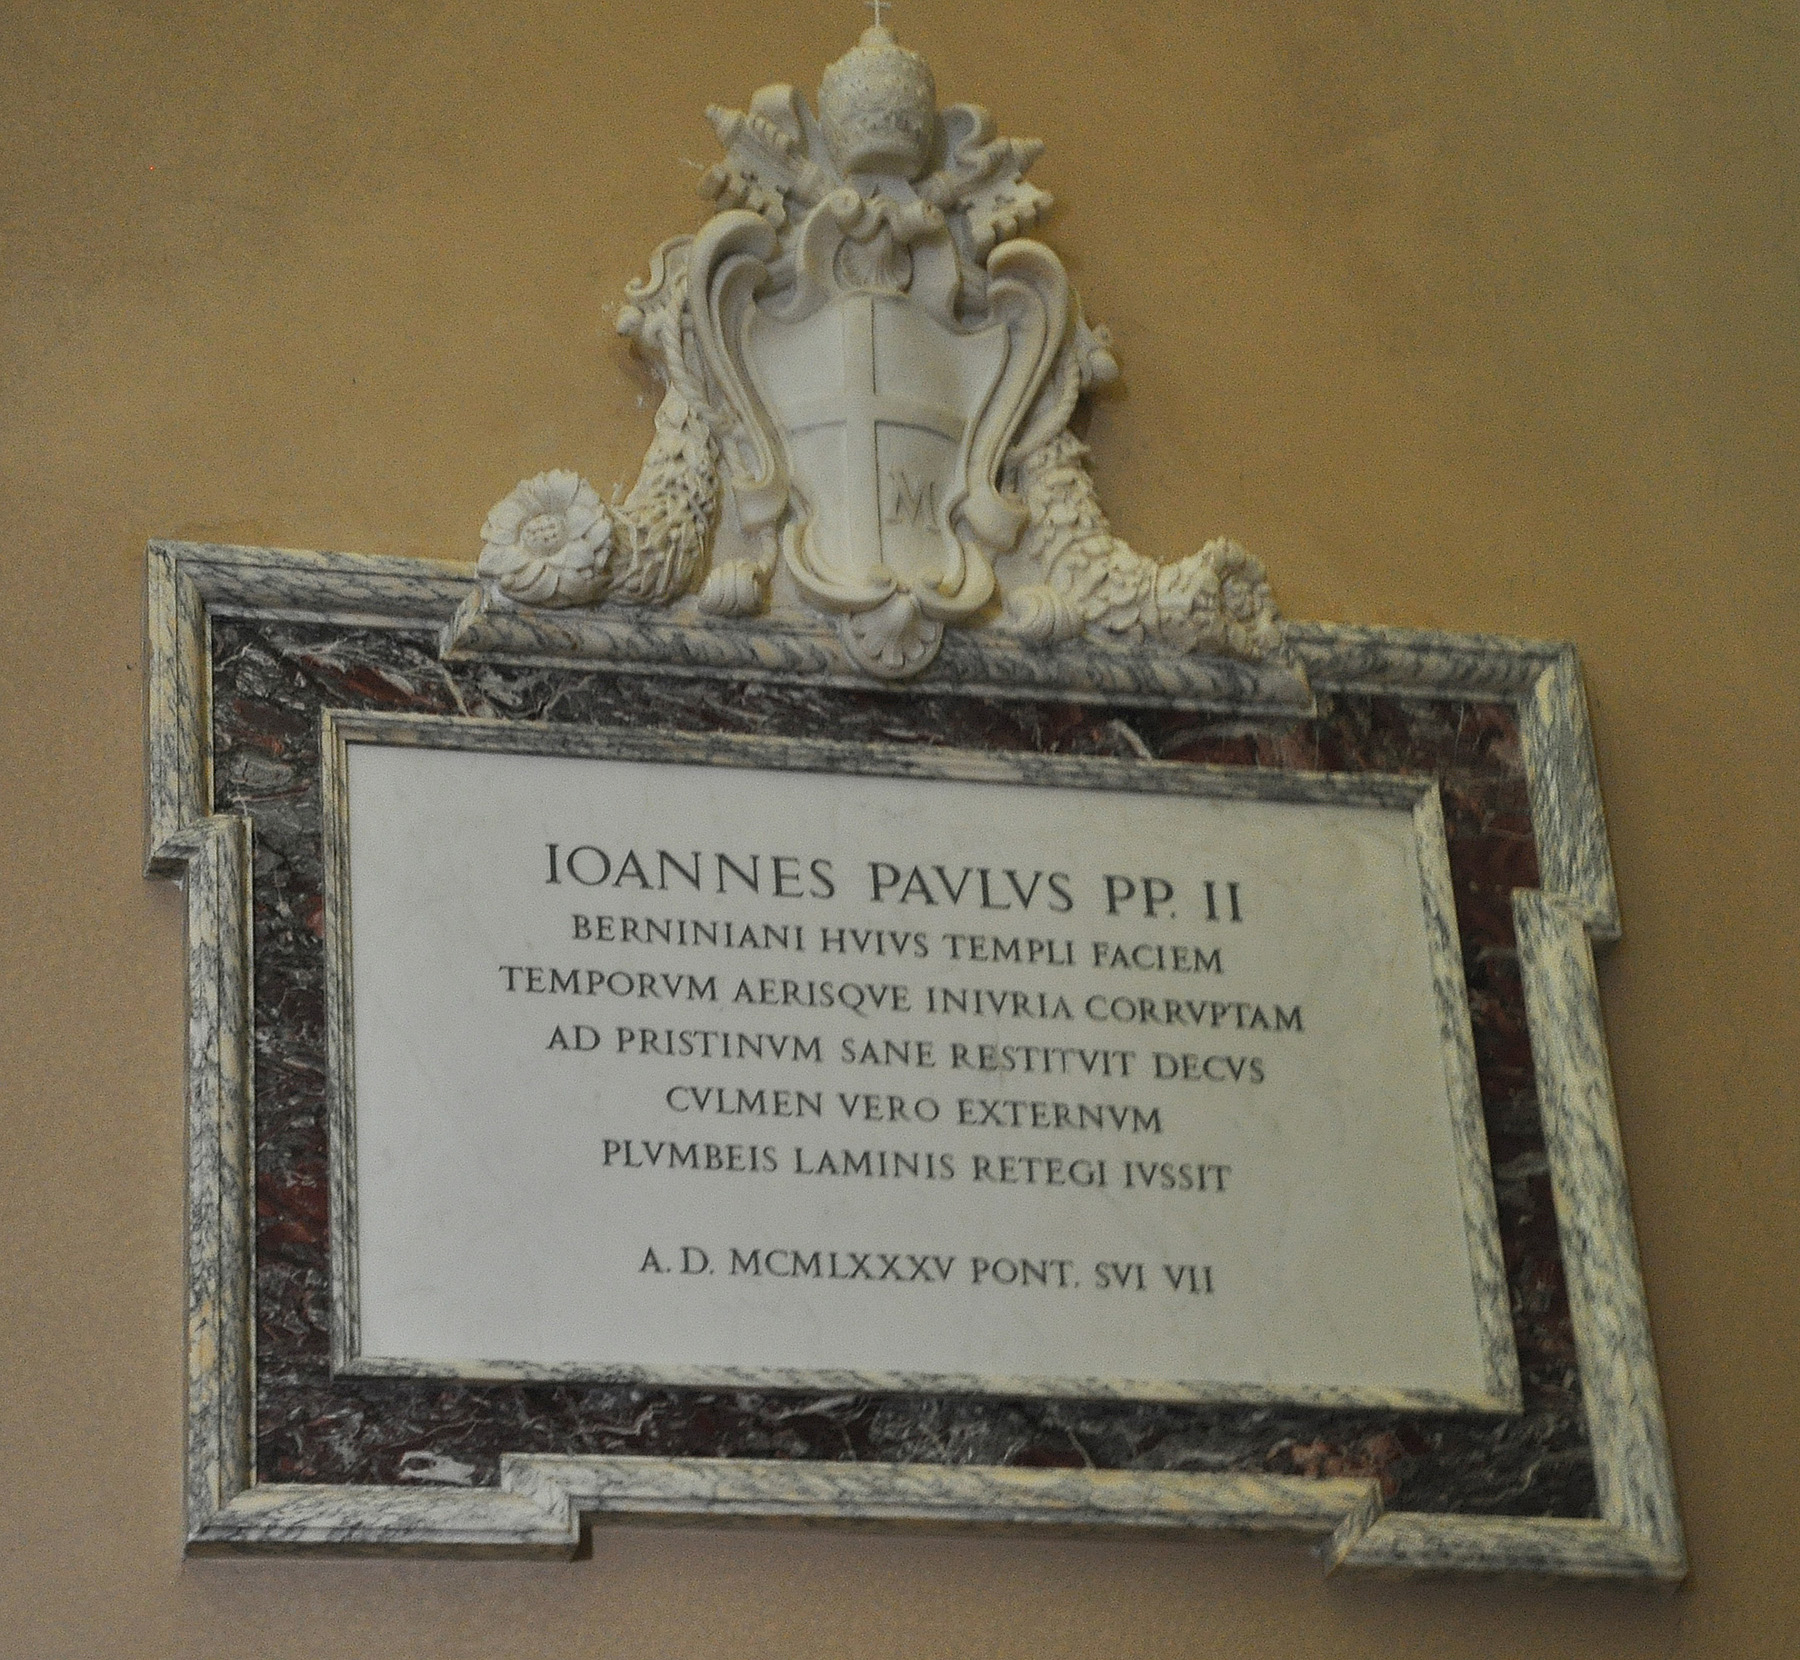 M
IOANNES PAVLVS PP. II
BERNINIANI HVIVS TEMPLI FACIEM
TEMPORVM AERISQVE INIVRIA CORRVPTAM
AD PRISTINVM SANE RESTITVIT DECVS
CVLMEN VERO EXTERNVM
PLVMBEIS LAMINIS RETEGI IVSSIT
A. D. MCMLXXXV PONT. SVI VII